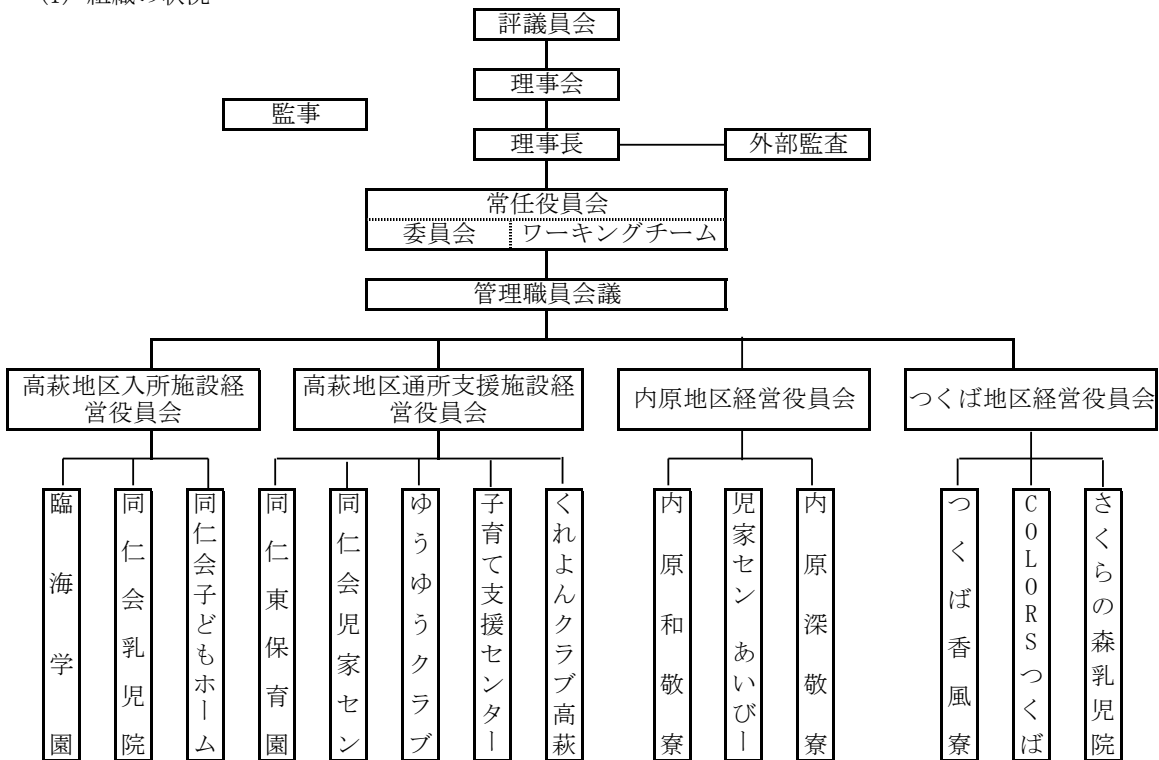 (1) 組織の状況
評議員会
理事会
監事
理事長
外部監査
常任役員会
委員会
ワーキングチーム
管理職員会議
高萩地区入所施設経
営役員会
高萩地区通所支援施設経
営役員会
内原地区経営役員会
つくば地区経営役員会
臨海学園
同仁会乳児院
同仁会子どもホーム
同仁東保育園
同仁会児家セン
ゆうゆうクラブ
子育て支援センター
くれよんクラブ高萩
内原和敬寮
児家セン あいびー
内原深敬寮
つくば香風寮
COLORSつくば
さくらの森乳児院